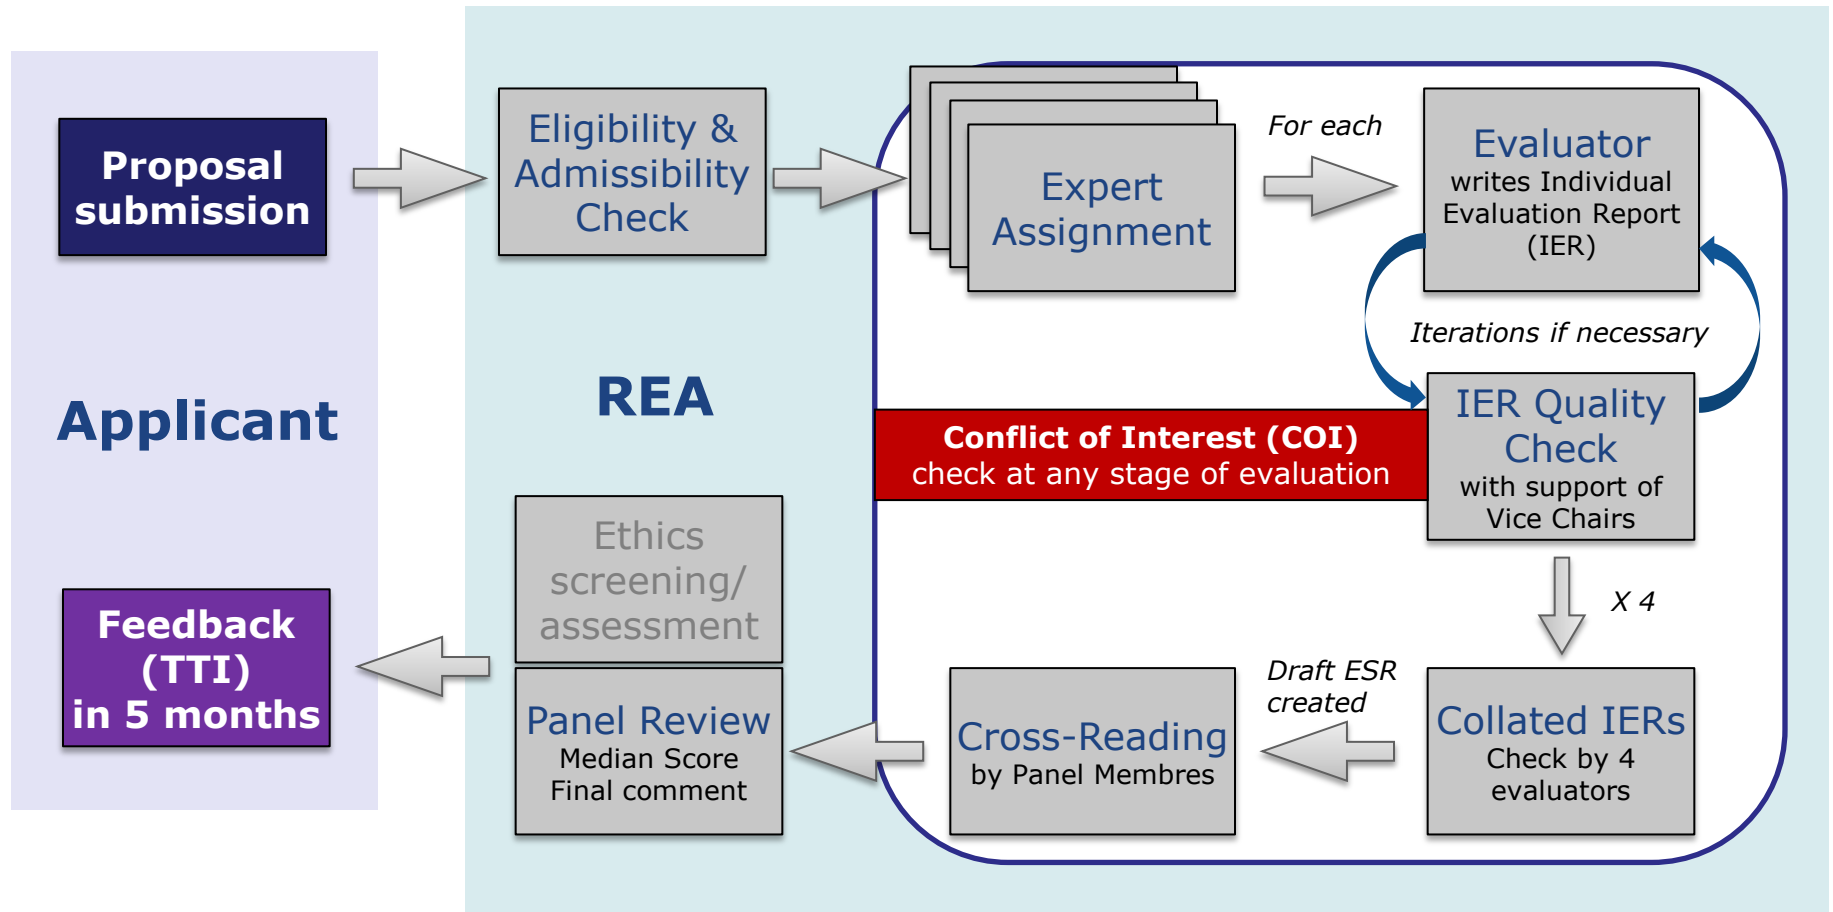 Proposal
submission
Applicant
Feedback
(TTI)
in 5 months
Eligibility &
Admissibility
Check
REA
Expert
Assignment
For each
Evaluator
writes Individual
Evaluation Report
(IER)
Iterations if necessary
IER Quality
Check
with support of
Vice Chairs
Conflict of Interest (COI)
check at any stage of evaluation
X 4
Collated IERs
Check by 4
evaluators
Draft ESR
created
Cross-Reading
by Panel Membres
Ethics
screening/
assessment
Panel Review
Median Score
Final comment